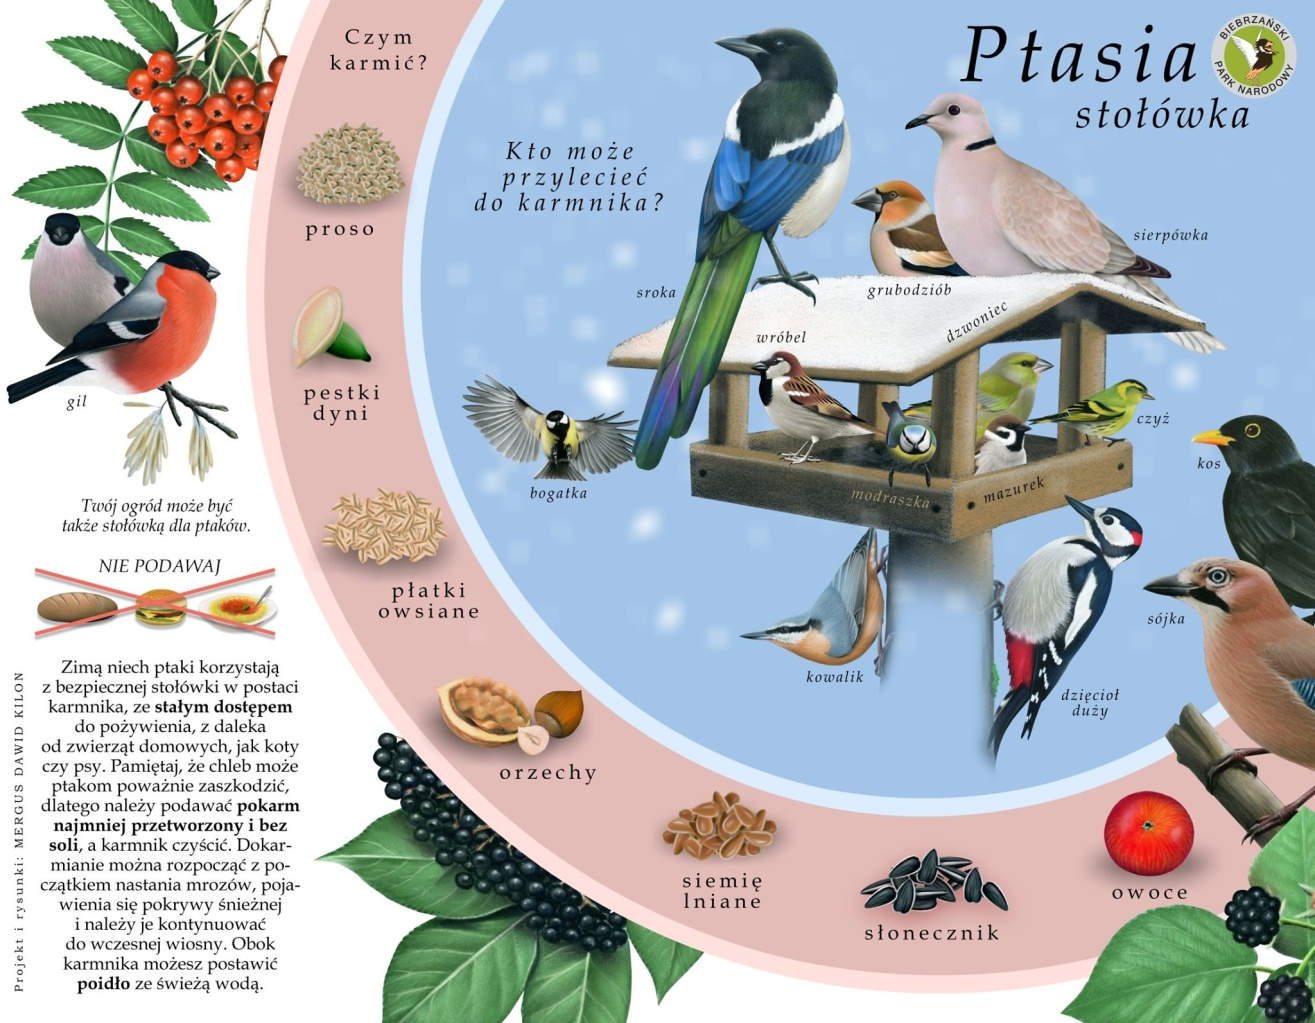 Ptasia
stołówka
BIEBRZAŃSKI
PARK NARODOWY
Czym
karmić?
proso
pestki
dyni
płatki
owsiane
orzechy
siemię
lniane
słonecznik
owoce
Kto może
przylecieć
do karmnika?
sroka
grubodziób
sierpówka
wróbel
dzwoniec
czyż
bogatka
modraszka
mazurek
kos
kowalik
dzięcioł
duży
sójka
gil
Twój ogród może być
także stołówką dla ptaków.
NIE PODAWAJ
Zimą niech ptaki korzystają
z bezpiecznej stołówki w postaci
karmnika, ze stałym dostępem
do pożywienia, z daleka
od zwierząt domowych, jak koty
czy psy. Pamiętaj, że chleb może
ptakom poważnie zaszkodzić,
dlatego należy podawać pokarm
najmniej przetworzony i bez
soli, a karmnik czyścić. Dokar-
mianie można rozpocząć z po-
czątkiem nastania mrozów, poja-
wienia się pokrywy śnieżnej
i należy je kontynuować
do wczesnej wiosny. Obok
karmnika możesz postawić
poidło ze świeżą wodą.
Projekt i rysunki: MERGUS DAWID KILON